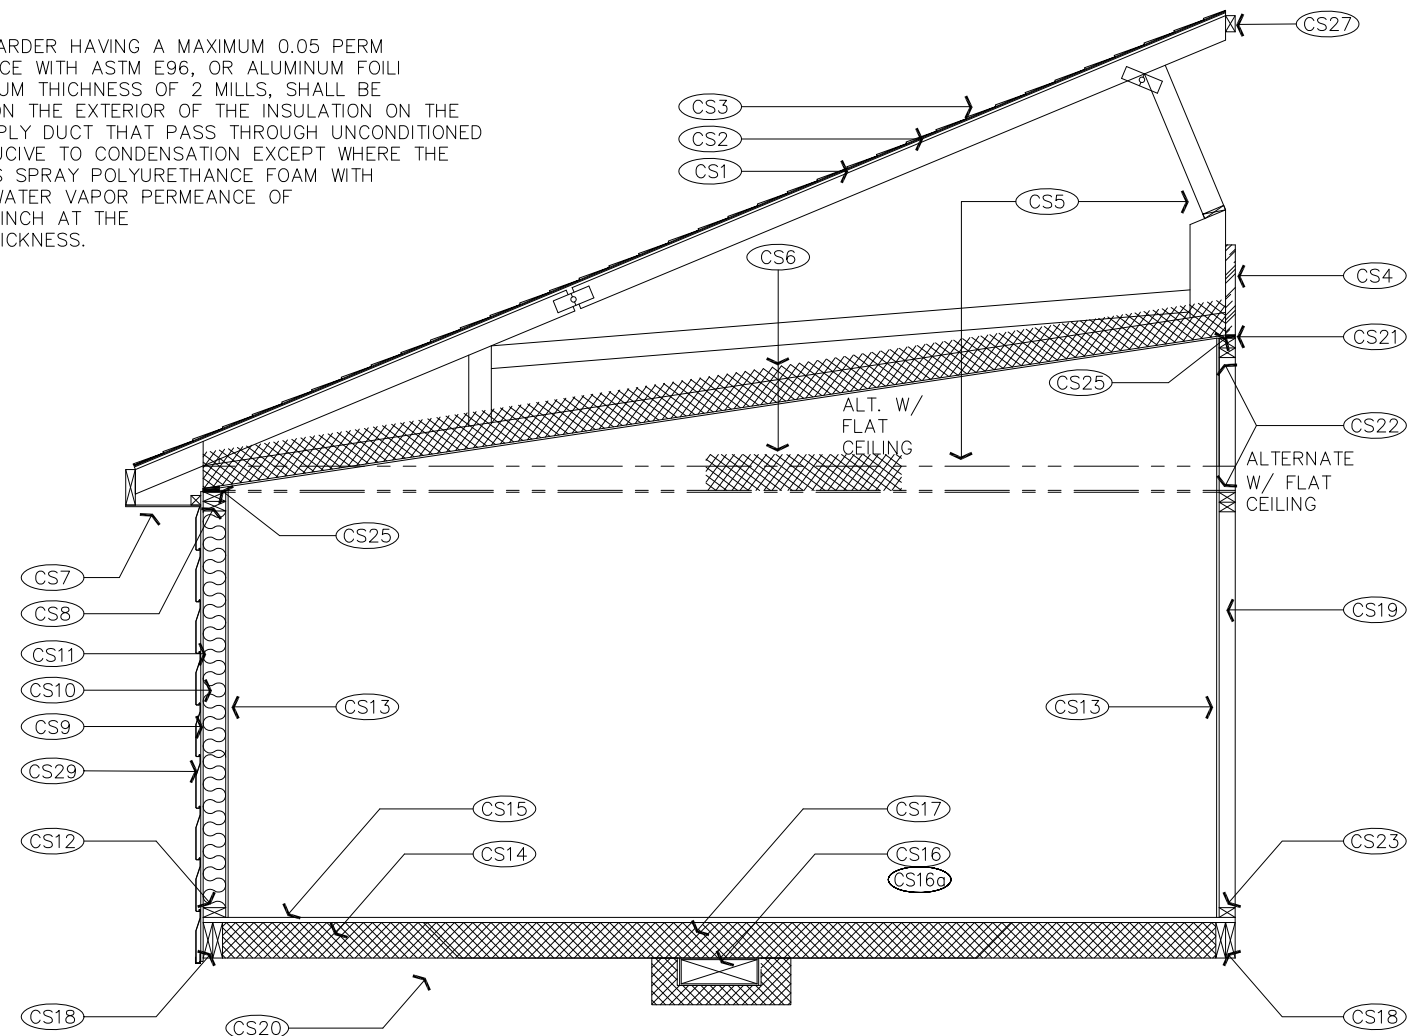 ARDER HAVING A MAXIMUM 0.05 PERM
CE WITH ASTM E96, OR ALUMINUM FOILI
UM THICHNESS OF 2 MILLS, SHALL BE
ON THE EXTERIOR OF THE INSULATION ON THE
PLY DUCT THAT PASS THROUGH UNCONDITIONED
UCIVE TO CONDENSATION EXCEPT WHERE THE
S SPRAY POLYURETHANCE FOAM WITH
WATER VAPOR PERMEANCE OF
INCH AT THE
ICKNESS.
CS27
CS3
CS2
CS1
CS5
CS6
CS4
CS21
CS25
ALT. W/
FLAT
CEILING
CS22
ALTERNATE
W/ FLAT
CEILING
CS25
CS7
CS8
CS11
CS10
CS9
CS29
CS12
CS13
CS13
CS19
CS15
CS14
CS17
CS16
CS16a
CS23
CS18
CS20
CS18